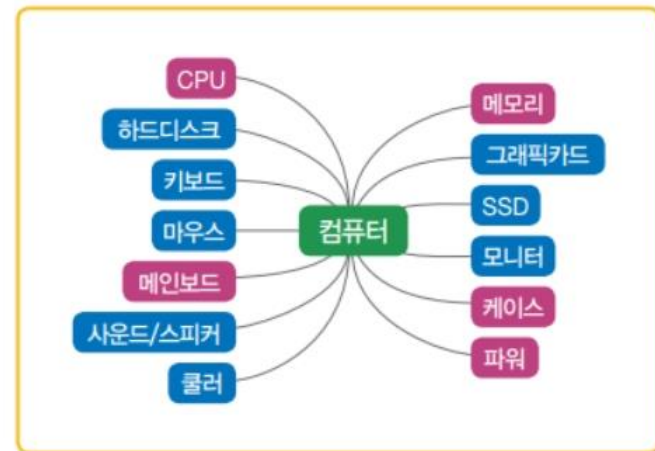 CPU
하드디스크
키보드
마우스
메인보드
사운드/스피커
쿨러
컴퓨터
메모리
그래픽카드
SSD
모니터
케이스
파워